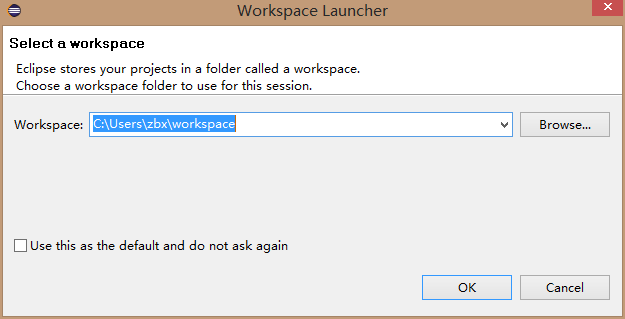 Workspace Launcher
Select a workspace
Eclipse stores your projects in a folder called a workspace.
Choose a workspace folder to use for this session.
Workspace: C:\Users\zbx\workspace Browse...
Use this as the default and do not ask again
OK Cancel